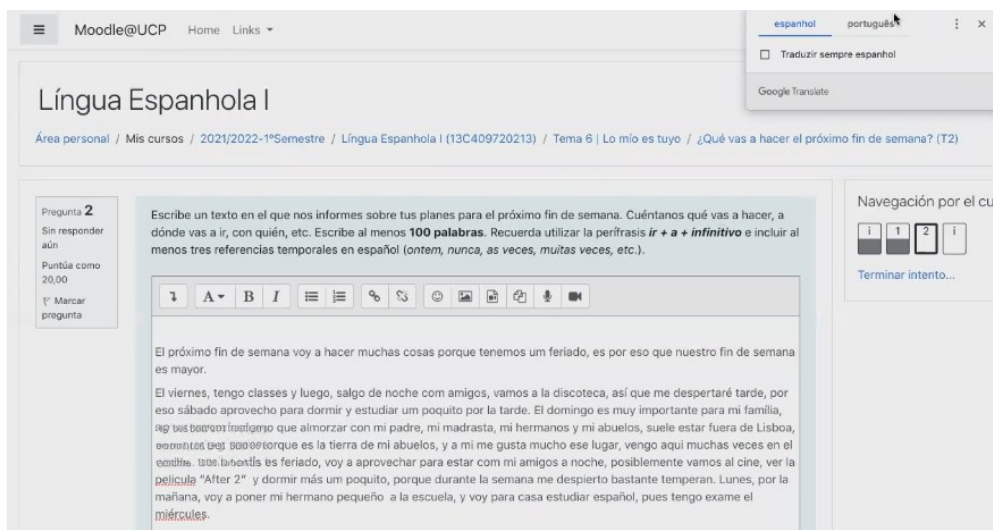 Moodle@UCP Home Links
espanhol português
Traduzir sempre espanhol
Google Translate
Língua Espanhola I
Área personal / Mis cursos / 2021/2022-1ºSemestre / Língua Espanhola I (13C409720213) / Tema 6 | Lo mío es tuyo / ¿Qué vas a hacer el próximo fin de semana? (T2)
Pregunta 2
Sin responder
aún
Puntúa como
20,00
Marcar
pregunta
Escribe un texto en el que nos informes sobre tus planes para el próximo fin de semana. Cuéntanos qué vas a hacer, a
dónde vas a ir, con quién, etc. Escribe al menos 100 palabras. Recuerda utilizar la perífrasis ir + a + infinitivo e incluir al
menos tres referencias temporales en español (ontem, nunca, as veces, muitas veces, etc.).
A B I
El próximo fin de semana voy a hacer muchas cosas porque tenemos um feriado, es por eso que nuestro fin de semana
es mayor.
El viernes, tengo classes y luego, salgo de noche com amigos, vamos a la discoteca, así que me despertaré tarde, por
eso sábado aprovecho para dormir y estudiar um poquito por la tarde. El domingo es muy importante para mi família,
que almorzar con mi padre, mi madrasta, mi hermanos y mi abuelos, suele estar fuera de Lisboa,
porque es la tierra de mi abuelos, y a mi me gusta mucho ese lugar, vengo aqui muchas veces en el
es feriado, voy a aprovechar para estar com mi amigos a noche, posiblemente vamos al cine, ver la
pelicula "After 2" y dormir más um poquito, porque durante la semana me despierto bastante temperan. Lunes, por la
mañana, voy a poner mi hermano pequeño a la escuela, y voy para casa estudiar español, pues tengo exame el
miércules.
Navegación por el cu
i 1 2 i
Terminar intento...